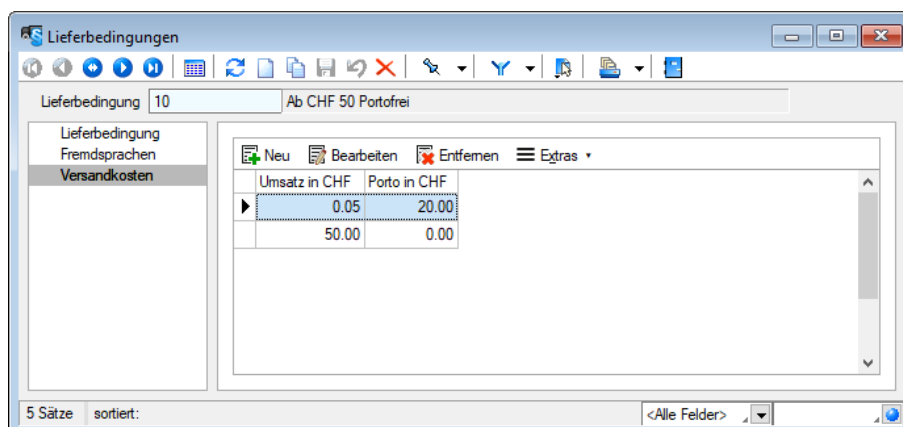 Lieferbedingungen
Lieferbedingung 10 Ab CHF 50 Portofrei
Lieferbedingung
Fremdsprachen
Versandkosten
Neu Bearbeiten Entfernen Extras
Umsatz in CHF Porto in CHF
0.05 20.00
50.00 0.00
5 Sätze sortiert: <Alle Felder>